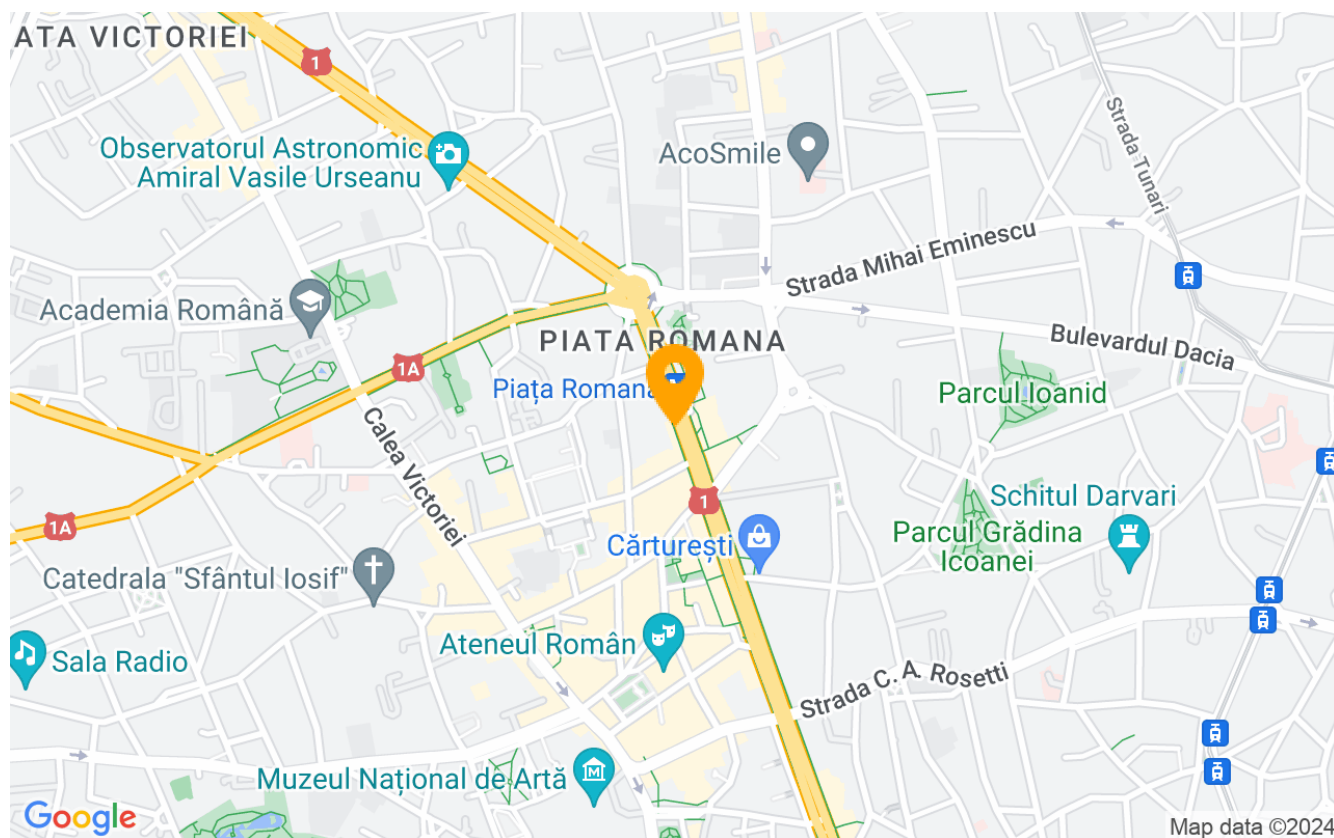 ATA VICTORIEI
1
Observatorul Astronomic
Amiral Vasile Urseanu
AcoSmile
Strada Tunari
Strada Mihai Eminescu
Academia Română
PIATA ROMANA
Bulevardul Dacia
1A
Piața Romană
Parcul Ioanid
Calea Victoriei
1
Schitul Darvari
1A
Parcul Grădina
Icoanei
Cărturești
Catedrala "Sfântul Iosif"
Ateneul Român
Sala Radio
Strada C. A. Rosetti
Muzeul Național de Artă
M
Google
Map data ©2024